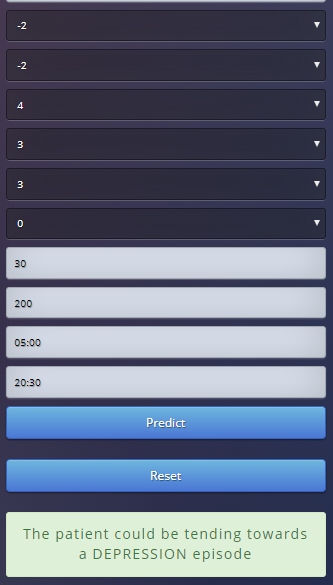 -2
-2
4
3
3
0
30
200
05:00
20:30
Predict
Reset
The patient could be tending towards
a DEPRESSION episode